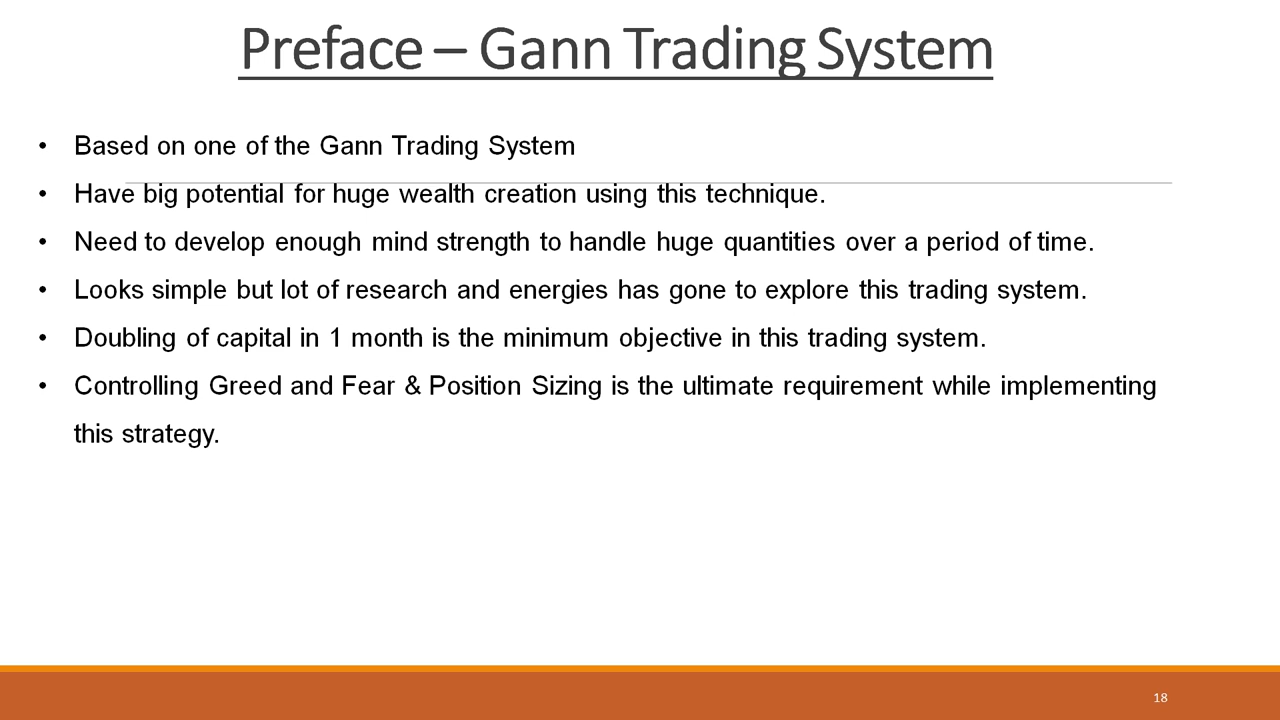 Preface – Gann Trading System
• Based on one of the Gann Trading System
• Have big potential for huge wealth creation using this technique.
• Need to develop enough mind strength to handle huge quantities over a period of time.
• Looks simple but lot of research and energies has gone to explore this trading system.
• Doubling of capital in 1 month is the minimum objective in this trading system.
• Controlling Greed and Fear & Position Sizing is the ultimate requirement while implementing
this strategy.
18